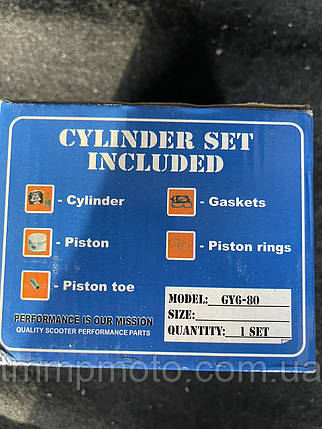 CYLINDER SET
INCLUDED
- Cylinder
- Gaskets
- Piston
- Piston rings
- Piston toe
MODEL: GY6-80
SIZE:
QUANTITY: 1 SET
PERFORMANCE IS OUR MISSION
QUALITY SCOOTER PERFORMANCE PARTS
tmmpmoto.com.ua